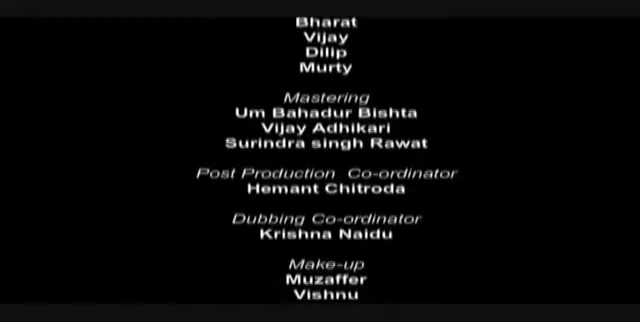 Bharat
Vijay
Dilip
Murty
Mastering
Um Bahadur Bishta
Vijay Adhikari
Surindra singh Rawat
Post Production Co-ordinator
Hemant Chitroda
Dubbing Co-ordinator
Krishna Naidu
Make-up
Muzaffer
Vishnu